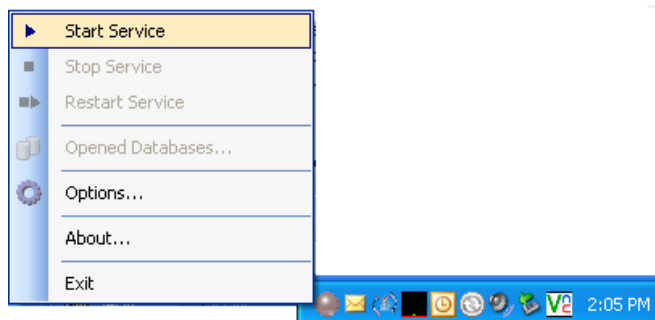 Start Service
Stop Service
Restart Service
Opened Databases...
Options...
About...
Exit
2:05 PM